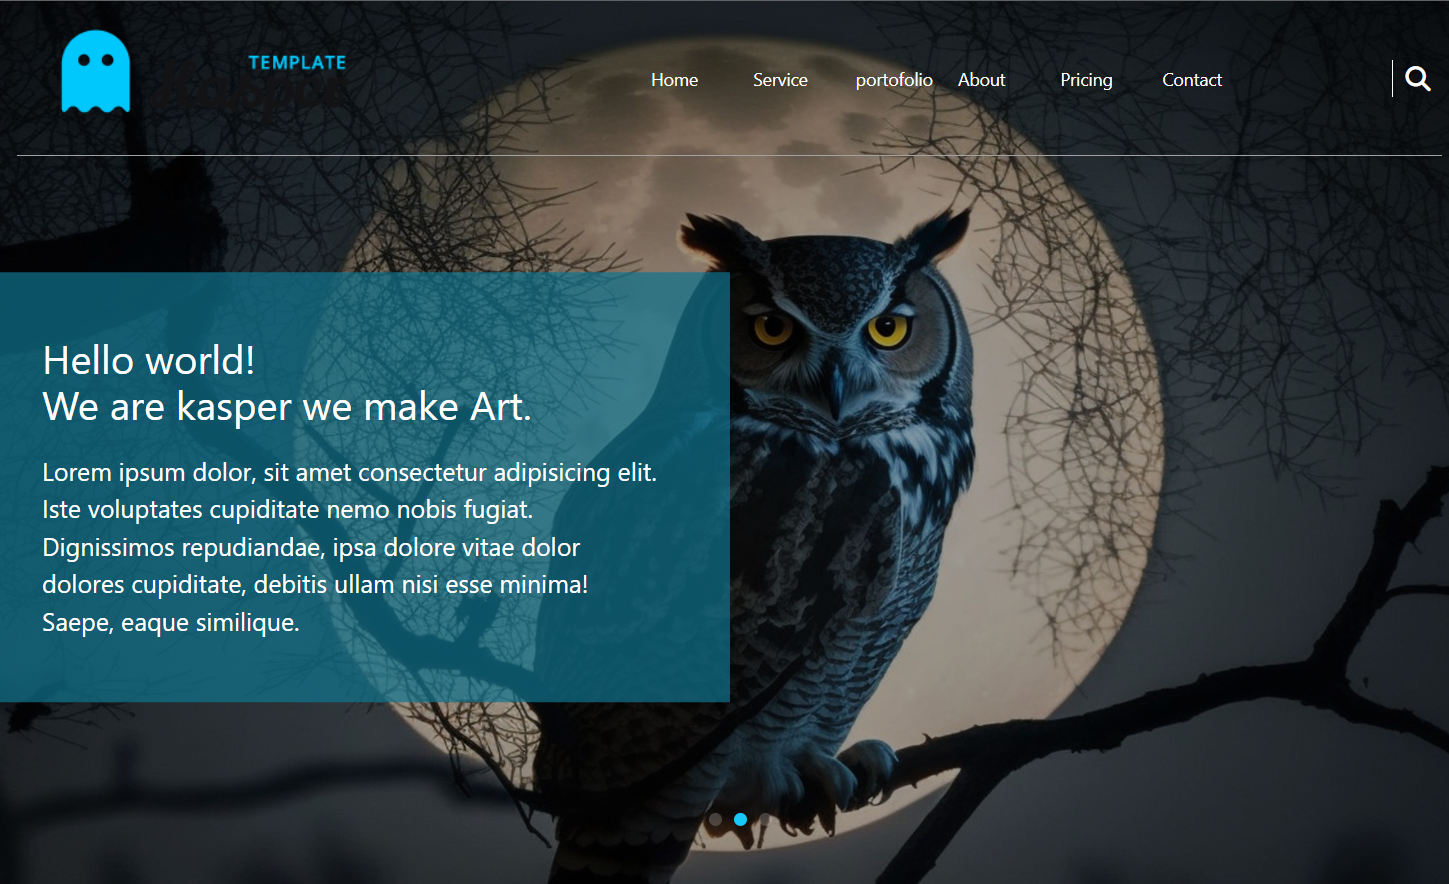 TEMPLATE
kasper
Home Service portofolio About Pricing Contact
Hello world!
We are kasper we make Art.
Lorem ipsum dolor, sit amet consectetur adipisicing elit.
Iste voluptates cupiditate nemo nobis fugiat.
Dignissimos repudiandae, ipsa dolore vitae dolor
dolores cupiditate, debitis ullam nisi esse minima!
Saepe, eaque similique.